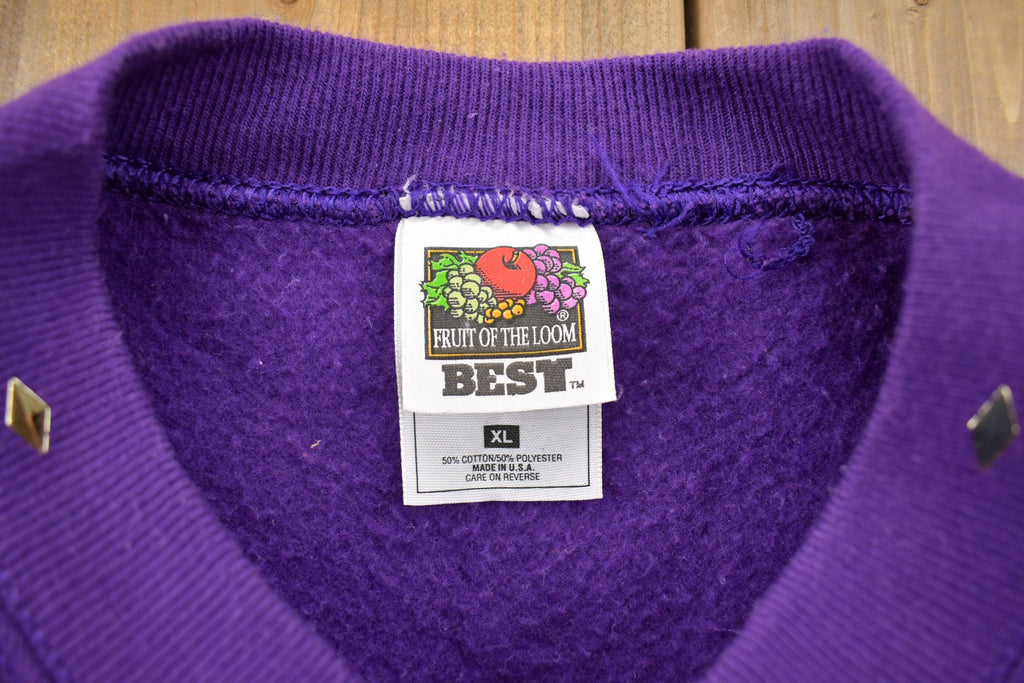 ®
FRUIT OF THE LOOM
BEST™
XL
50% COTTON/50% POLYESTER
MADE IN U.S.A.
CARE ON REVERSE